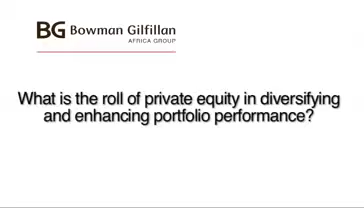 BG Bowman Gilfillan
AFRICA GROUP
What is the roll of private equity in diversifying
and enhancing portfolio performance?